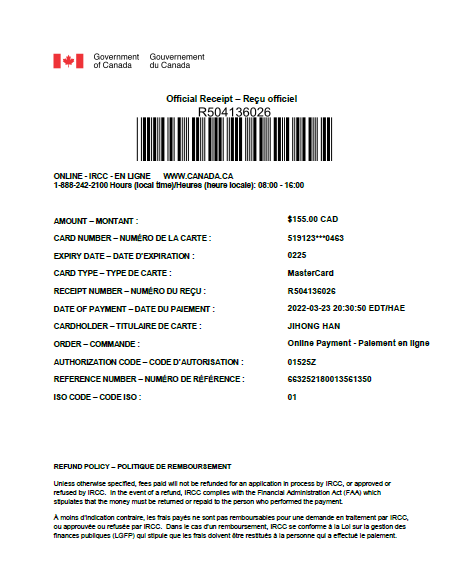 Government Gouvernement
of Canada du Canada
Official Receipt – Reçu officiel
R504136026
ONLINE - IRCC - EN LIGNE WWW.CANADA.CA
1-888-242-2100 Hours (local time)/Heures (heure locale): 08:00 - 16:00
AMOUNT – MONTANT : $155.00 CAD
CARD NUMBER – NUMÉRO DE LA CARTE : 519123***0463
EXPIRY DATE – DATE D'EXPIRATION : 0225
CARD TYPE – TYPE DE CARTE : MasterCard
RECEIPT NUMBER – NUMÉRO DU REÇU : R504136026
DATE OF PAYMENT – DATE DU PAIEMENT : 2022-03-23 20:30:50 EDT/HAE
CARDHOLDER – TITULAIRE DE CARTE : JIHONG HAN
ORDER – COMMANDE : Online Payment - Paiement en ligne
AUTHORIZATION CODE – CODE D'AUTORISATION : 01525Z
REFERENCE NUMBER – NUMÉRO DE RÉFÉRENCE : 663252180013561350
ISO CODE – CODE ISO : 01
REFUND POLICY – POLITIQUE DE REMBOURSEMENT
Unless otherwise specified, fees paid will not be refunded for an application in process by IRCC, or approved or
refused by IRCC. In the event of a refund, IRCC complies with the Financial Administration Act (FAA) which
stipulates that the money must be returned or repaid to the person who performed the payment.
À moins d'indication contraire, les frais payés ne sont pas remboursables pour une demande en traitement par IRCC,
ou approuvée ou refusée par IRCC. Dans le cas d'un remboursement, IRCC se conforme à la Loi sur la gestion des
finances publiques (LGFP) qui stipule que les frais doivent être restitués à la personne qui a effectué le paiement.